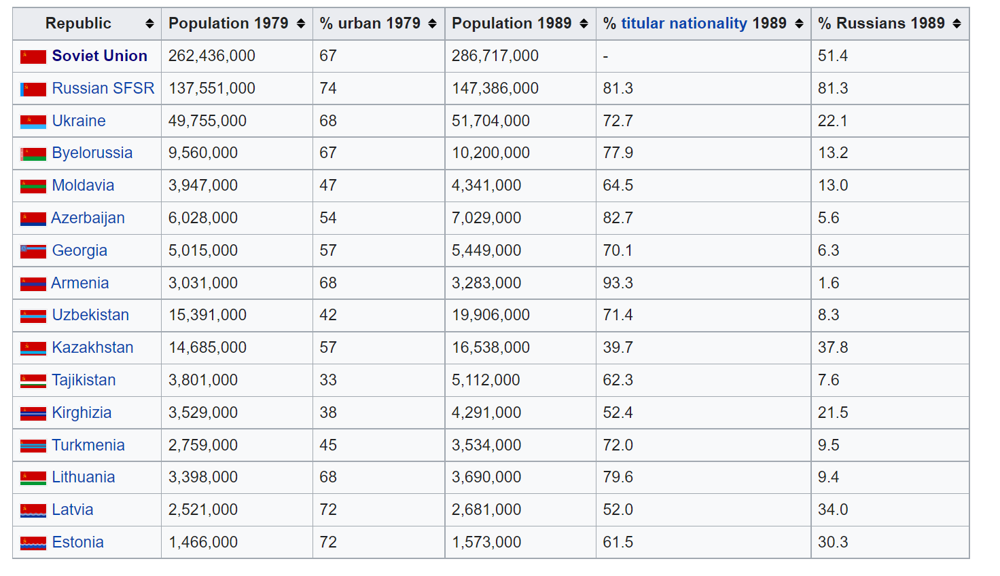 Republic Population 1979 % urban 1979 Population 1989 % titular nationality 1989 % Russians 1989
Soviet Union 262,436,000 67 286,717,000 - 51.4
Russian SFSR 137,551,000 74 147,386,000 81.3 81.3
Ukraine 49,755,000 68 51,704,000 72.7 22.1
Byelorussia 9,560,000 67 10,200,000 77.9 13.2
Moldavia 3,947,000 47 4,341,000 64.5 13.0
Azerbaijan 6,028,000 54 7,029,000 82.7 5.6
Georgia 5,015,000 57 5,449,000 70.1 6.3
Armenia 3,031,000 68 3,283,000 93.3 1.6
Uzbekistan 15,391,000 42 19,906,000 71.4 8.3
Kazakhstan 14,685,000 57 16,538,000 39.7 37.8
Tajikistan 3,801,000 33 5,112,000 62.3 7.6
Kirghizia 3,529,000 38 4,291,000 52.4 21.5
Turkmenia 2,759,000 45 3,534,000 72.0 9.5
Lithuania 3,398,000 68 3,690,000 79.6 9.4
Latvia 2,521,000 72 2,681,000 52.0 34.0
Estonia 1,466,000 72 1,573,000 61.5 30.3